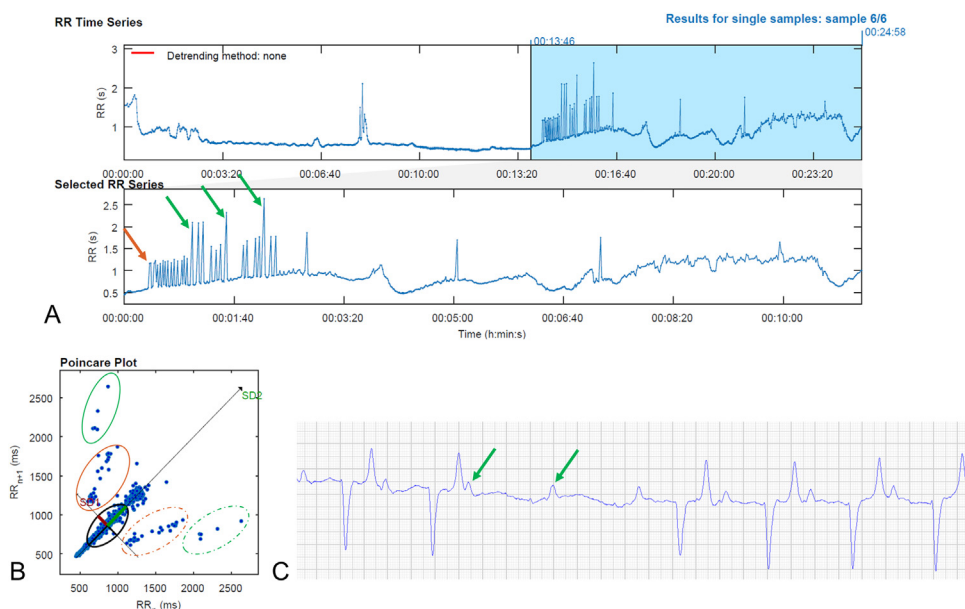 RR Time Series
Results for single samples: sample 6/6
00:13:46
00:24:58
Detrending method: none
3
2
1
RR (s)
00:00:00 00:03:20 00:06:40 00:10:00 00:13:20 00:16:40 00:20:00 00:23:20
Selected RR Series
2.5
2
1.5
1
0.5
RR (s)
00:00:00 00:01:40 00:03:20 00:05:00 00:06:40 00:08:20 00:10:00
Time (h:min:s)
A
Poincare Plot
SD2
2500
2000
1500
1000
500
RRn+1 (ms)
500 1000 1500 2000 2500
(ms)
B
C